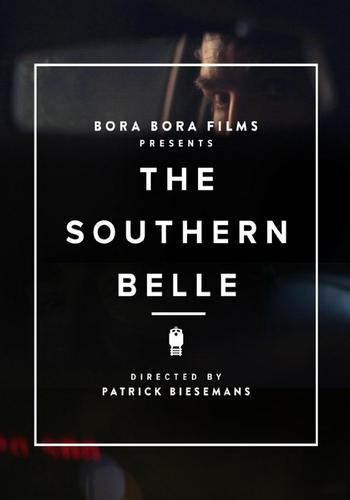 BORA BORA FILMS
PRESENTS
THE
SOUTHERN
BELLE
DIRECTED BY
PATRICK BIESEMANS